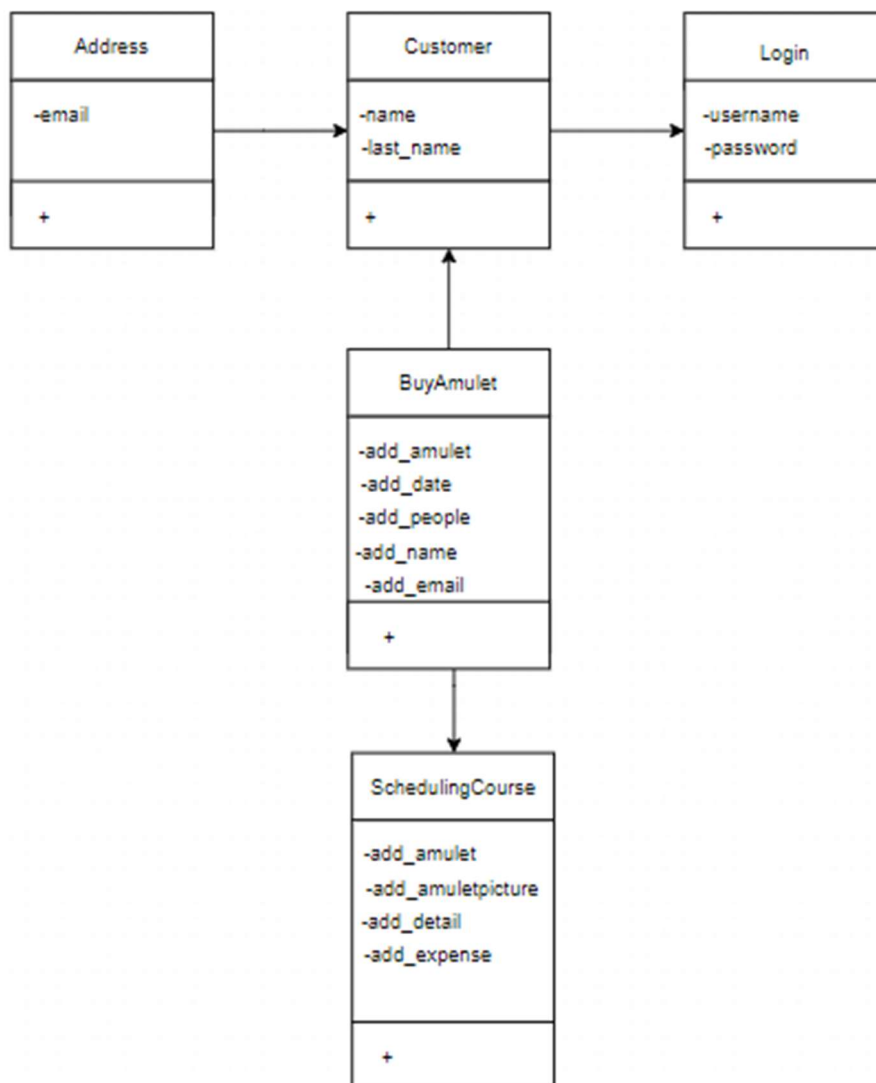 Address
-email
+
Customer
-name
-last_name
+
Login
-username
-password
+
BuyAmulet
-add_amulet
-add_date
-add_people
-add_name
-add_email
+
SchedulingCourse
-add_amulet
-add_amuletpicture
-add_detail
-add_expense
+